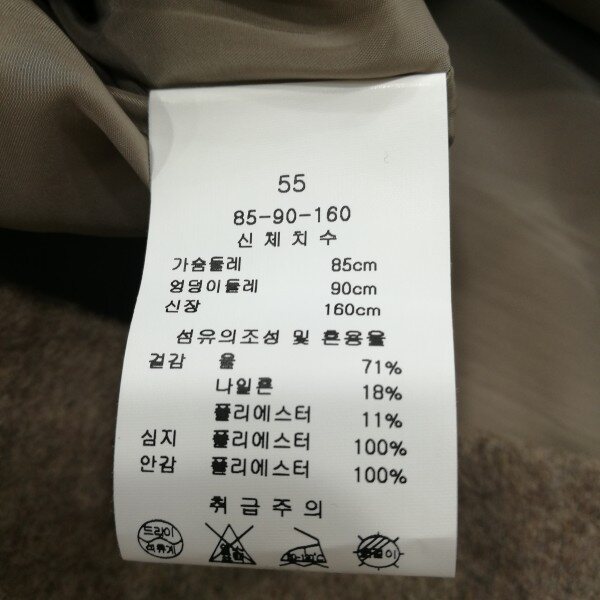 55
85-90-160
신체치수
가슴둘레 85cm
엉덩이둘레 90cm
신장 160cm
섬유의조성 및 혼용율
겉감 울 71%
나일론 18%
폴리에스터 11%
심지 폴리에스터 100%
안감 폴리에스터 100%
취급주의
드라이